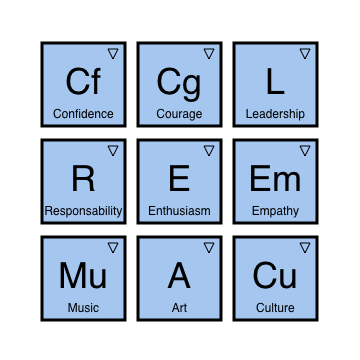 Cf Cg L
Confidence Courage Leadership
R E Em
Responsability Enthusiasm Empathy
Mu A Cu
Music Art Culture